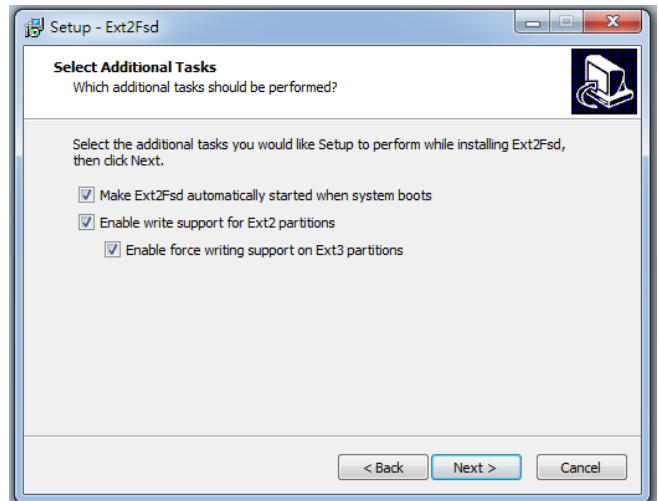 Setup - Ext2Fsd
Select Additional Tasks
Which additional tasks should be performed?
Select the additional tasks you would like Setup to perform while installing Ext2Fsd,
then click Next.
Make Ext2Fsd automatically started when system boots
Enable write support for Ext2 partitions
Enable force writing support on Ext3 partitions
< Back Next > Cancel